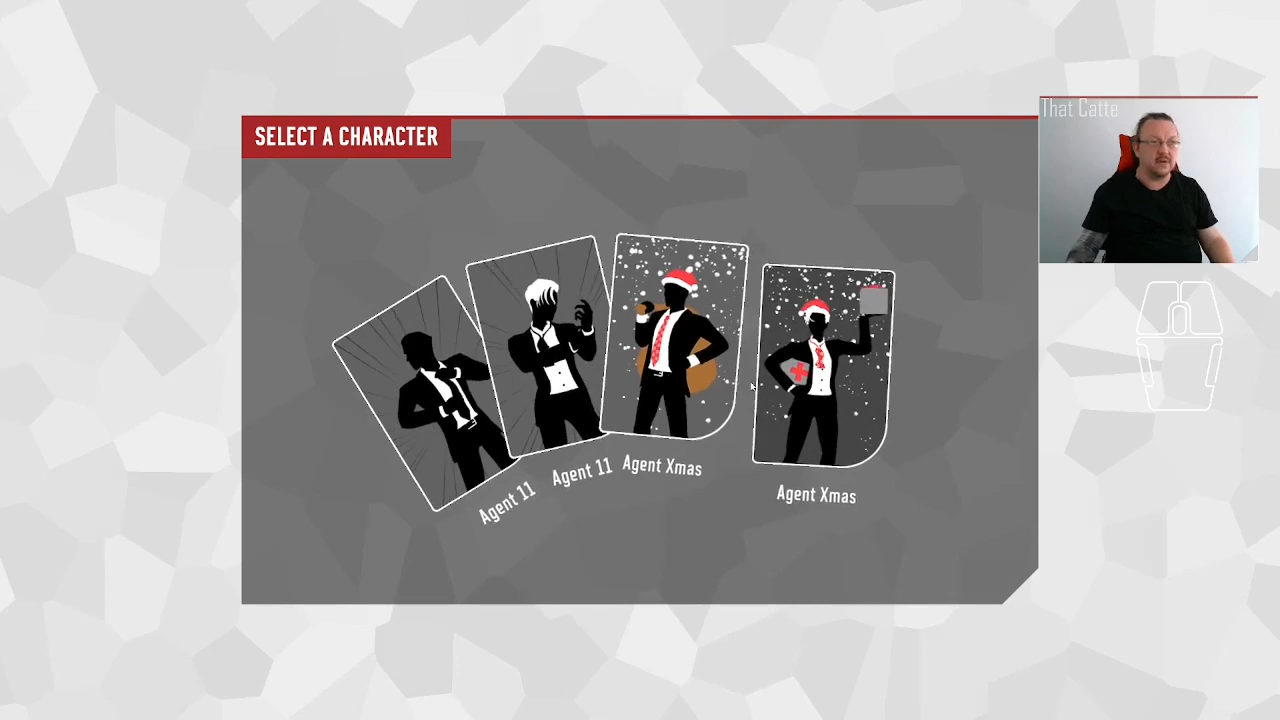 That Catte
SELECT A CHARACTER
Agent 11
Agent 11
Agent Xmas
Agent Xmas